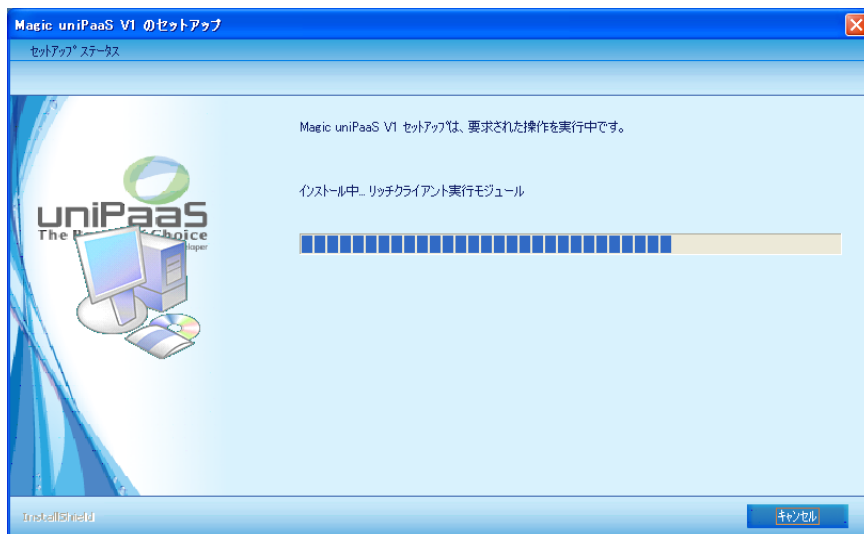 Magic uniPaaS V1 のセットアップ
セットアップ ステータス
Magic uniPaaS V1 セットアップは、要求された操作を実行中です。
インストール中... リッチクライアント実行モジュール
uniPaaS
The Choice
InstallShield
キャンセル